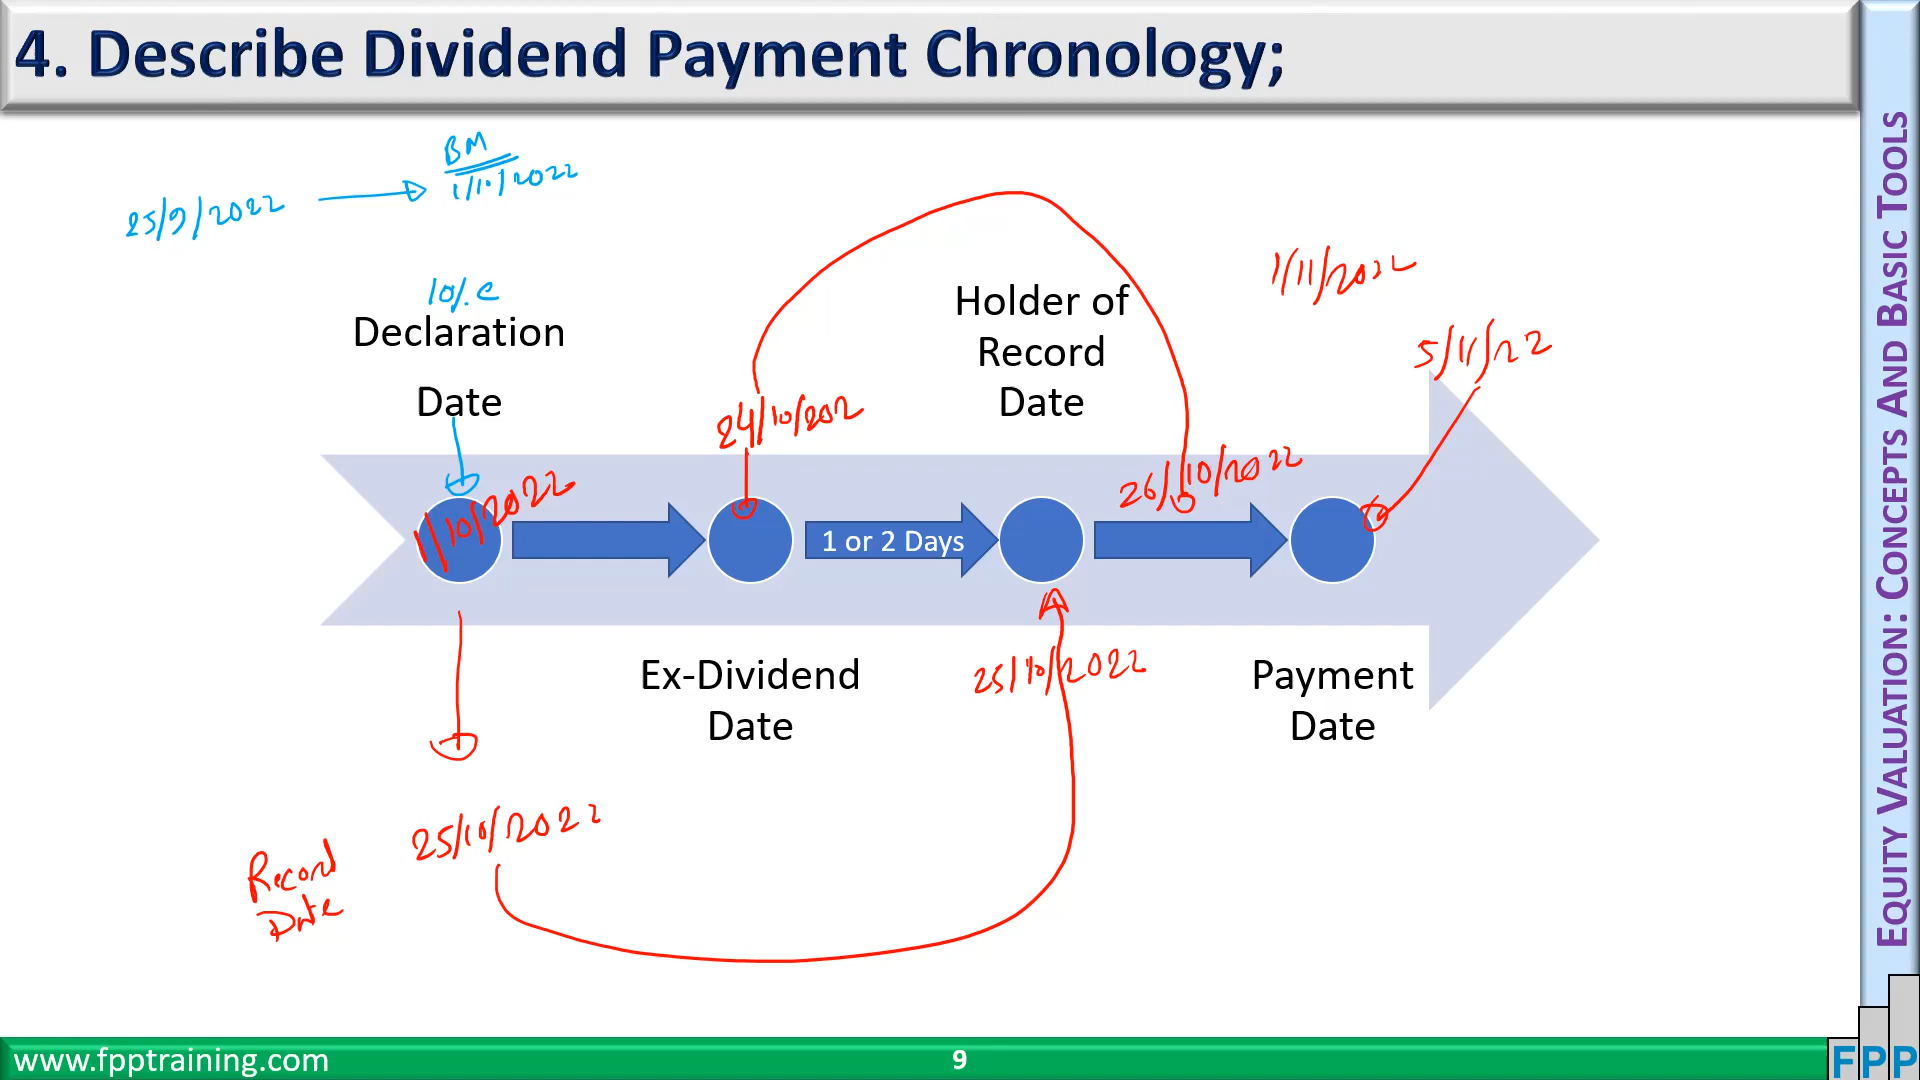 4. Describe Dividend Payment Chronology;
BM
1/10/2022
25/9/2022
10%
Declaration
Date
Holder of
Record
Date
1/11/2022
5/11/22
24/10/202
26/10/2022
1/10/2022
1 or 2 Days
Ex-Dividend
Date
25/10/2022
Payment
Date
25/10/2022
Record
Date
EQUITY VALUATION: CONCEPTS AND BASIC TOOLS
www.fpptraining.com
9
FPP